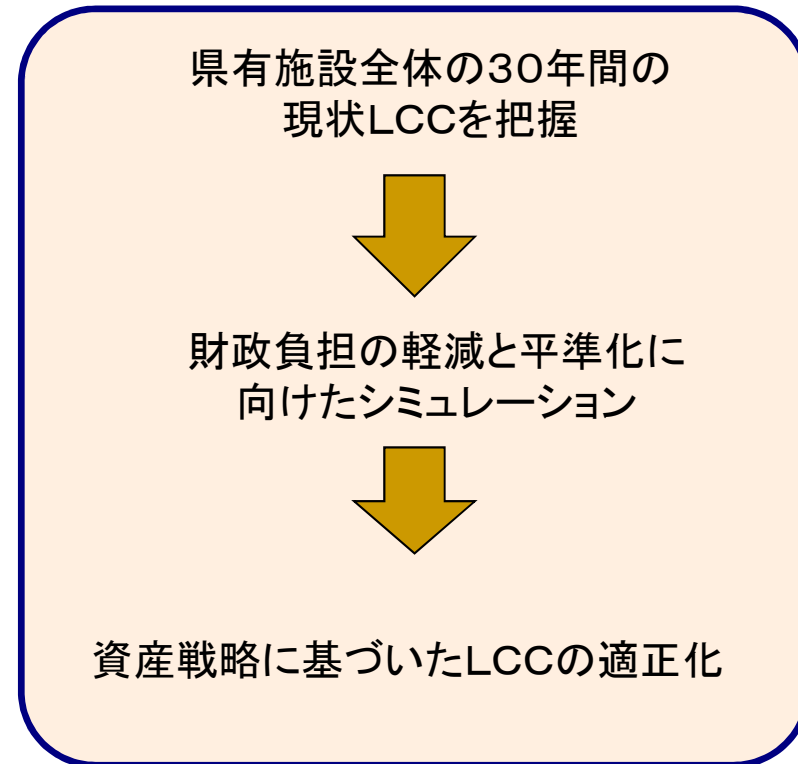 県有施設全体の３０年間の
現状ＬＣＣを把握
財政負担の軽減と平準化に
向けたシミュレーション
資産戦略に基づいたＬＣＣの適正化